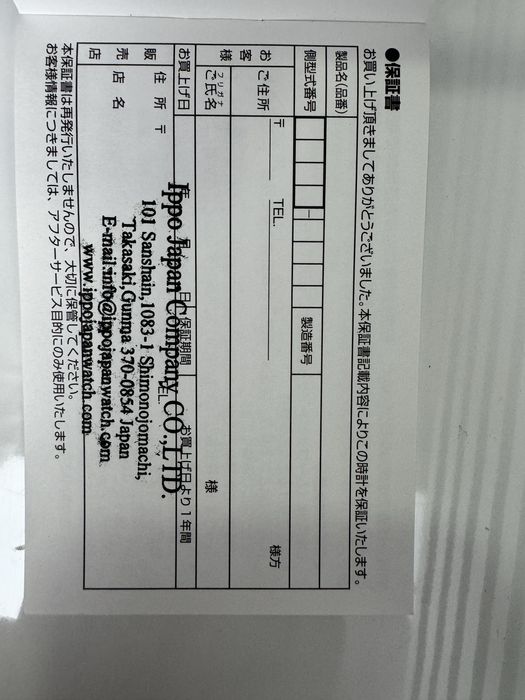 ●保証書
お買い上げ頂きましてありがとうございました。本保証書記載内容によりこの時計を保証いたします。
製品名(品番)
側型式番号 － 製造番号
お客様
ご住所 〒 TEL. 様方
フリガナ
ご氏名 様
お買上げ日 年 月 日 保証期間 お買上げ日より1年間
販売店
住所 〒 TEL.
店名
Ippo Japan Company CO.,LTD.
101 Sanshain,1083-1 Shimonojomachi,
Takasaki,Gunma 370-0854 Japan
E-mail:info@ippojapanwatch.com
www.ippojapanwatch.com
本保証書は再発行いたしませんので、大切に保管してください。
お客様情報につきましては、アフターサービス目的にのみ使用いたします。